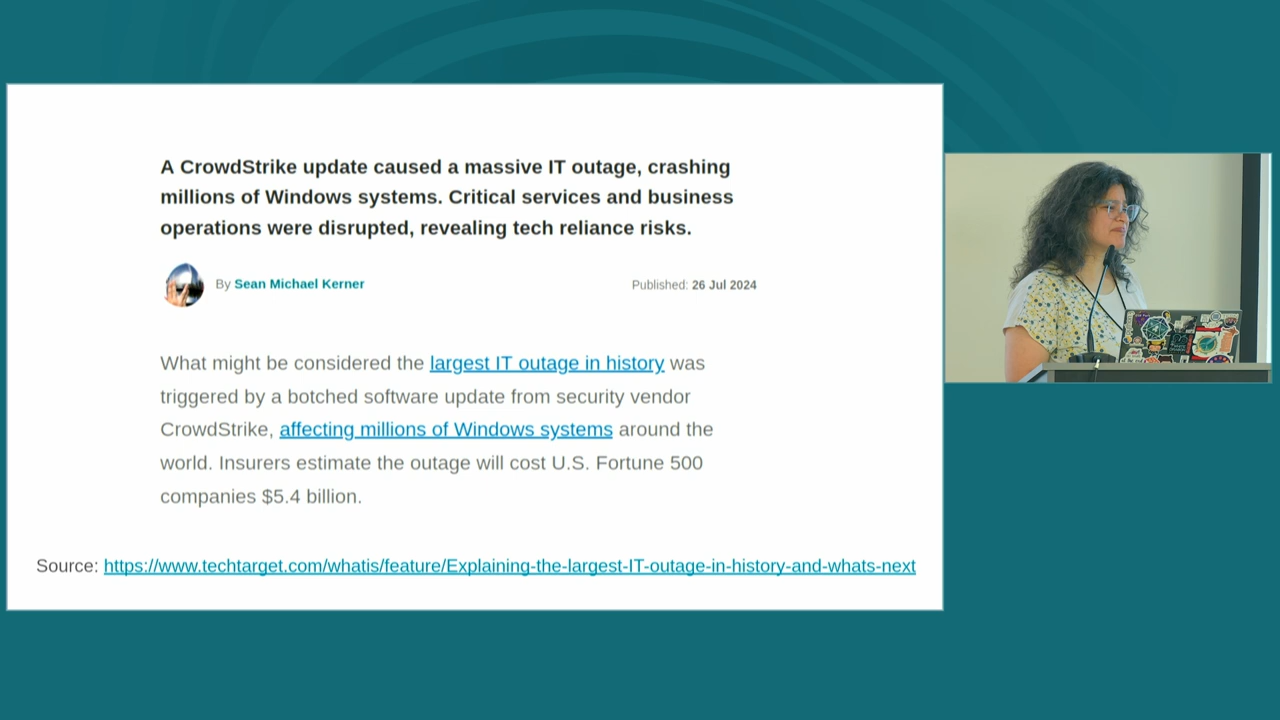 A CrowdStrike update caused a massive IT outage, crashing
millions of Windows systems. Critical services and business
operations were disrupted, revealing tech reliance risks.
By Sean Michael Kerner
Published: 26 Jul 2024
What might be considered the largest IT outage in history was
triggered by a botched software update from security vendor
CrowdStrike, affecting millions of Windows systems around the
world. Insurers estimate the outage will cost U.S. Fortune 500
companies $5.4 billion.
Source: https://www.techtarget.com/whatis/feature/Explaining-the-largest-IT-outage-in-history-and-whats-next